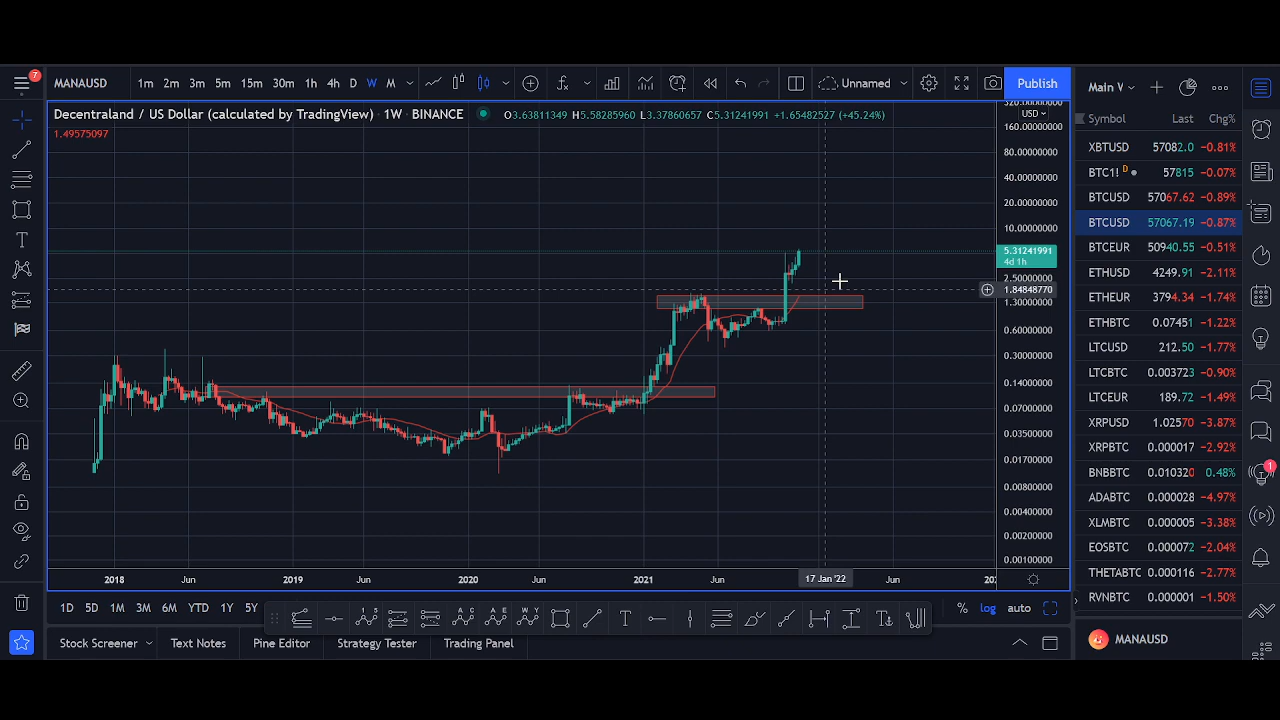 7
MANAUSD 1m 2m 3m 5m 15m 30m 1h 4h D W M Unnamed Publish
Main V
Decentraland / US Dollar (calculated by TradingView) · 1W · BINANCE O3.63811349 H5.58285960 L3.37860657 C5.31241991 +1.65482527 (+45.24%)
1.49575097
320.00000000
USD
160.00000000
80.00000000
40.00000000
20.00000000
10.00000000
5.31241991
4d 1h
2.50000000
1.84848770
1.30000000
0.60000000
0.30000000
0.14000000
0.07000000
0.03500000
0.01700000
0.00800000
0.00400000
0.00200000
0.00100000
2018 Jun 2019 Jun 2020 Jun 2021 Jun 17 Jan '22 Jun
Symbol Last Chg%
XBTUSD 57082.0 −0.81%
BTC1! D 57815 −0.07%
BTCUSD 57067.62 −0.89%
BTCUSD 57067.19 −0.87%
BTCEUR 50940.55 −0.51%
ETHUSD 4249.91 −2.11%
ETHEUR 3794.34 −1.74%
ETHBTC 0.07451 −1.22%
LTCUSD 212.50 −1.77%
LTCBTC 0.003723 −0.90%
LTCEUR 189.72 −1.49%
XRPUSD 1.02570 −3.87%
XRPBTC 0.000017 −2.92%
BNBBTC 0.010320 0.48%
ADABTC 0.000028 −4.97%
XLMBTC 0.000005 −3.38%
EOSBTC 0.000072 −2.04%
THETABTC 0.000116 −2.77%
RVNBTC 0.000001 −1.50%
1
1D 5D 1M 3M 6M YTD 1Y 5Y
% log auto
Stock Screener Text Notes Pine Editor Strategy Tester Trading Panel
MANAUSD